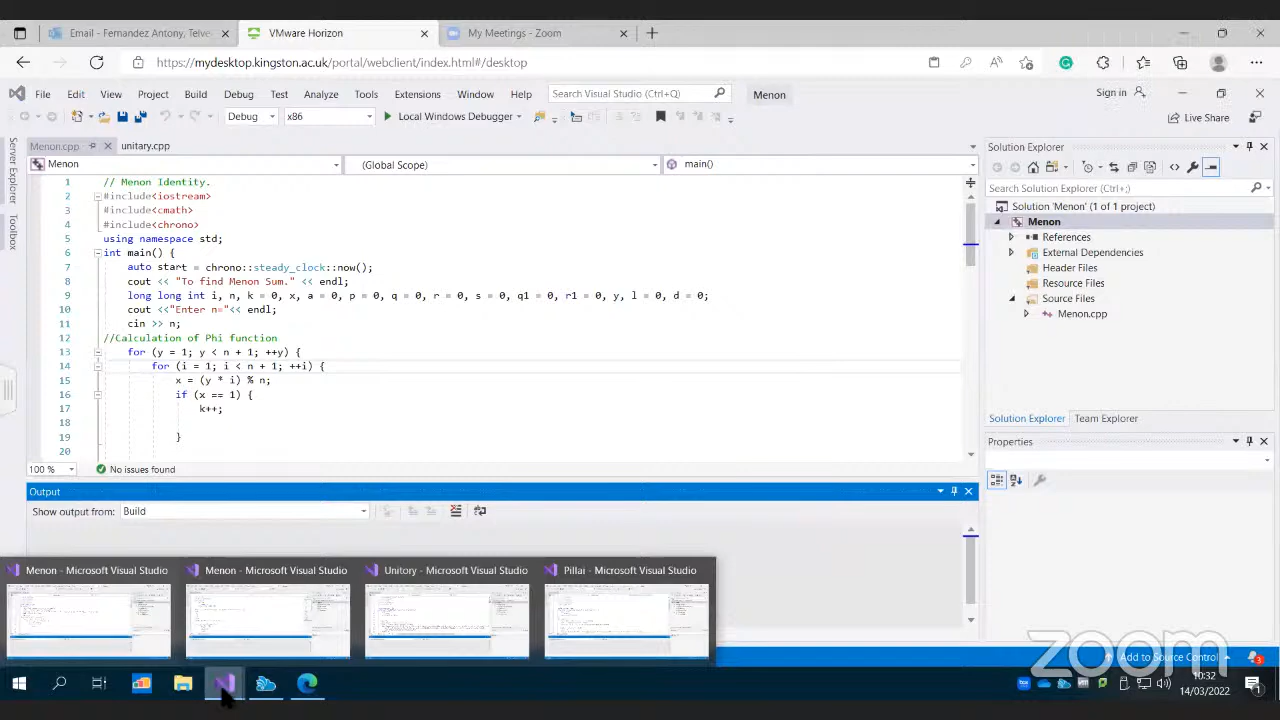 Email - Fernandez Antony, Telve
VMware Horizon
My Meetings - Zoom
https://mydesktop.kingston.ac.uk/portal/webclient/index.html#/desktop
File Edit View Project Build Debug Test Analyze Tools Extensions Window Help Search Visual Studio (Ctrl+Q) Menon Sign in
Debug x86 Local Windows Debugger Live Share
Server Explorer
Toolbox
Menon.cpp unitary.cpp
Menon (Global Scope) main()
1 // Menon Identity.
2 #include<iostream>
3 #include<cmath>
4 #include<chrono>
5 using namespace std;
6 int main() {
7 auto start = chrono::steady_clock::now();
8 cout << "To find Menon Sum." << endl;
9 long long int i, n, k = 0, x, a = 0, p = 0, q = 0, r = 0, s = 0, q1 = 0, r1 = 0, y, l = 0, d = 0;
10 cout <<"Enter n="<< endl;
11 cin >> n;
12 //Calculation of Phi function
13 for (y = 1; y < n + 1; ++y) {
14 for (i = 1; i < n + 1; ++i) {
15 x = (y * i) % n;
16 if (x == 1) {
17 k++;
18
19 }
20
100 % No issues found
Solution Explorer
Search Solution Explorer (Ctrl+;)
Solution 'Menon' (1 of 1 project)
Menon
References
External Dependencies
Header Files
Resource Files
Source Files
Menon.cpp
Solution Explorer Team Explorer
Properties
Output
Show output from: Build
Menon - Microsoft Visual Studio
Menon - Microsoft Visual Studio
Unitory - Microsoft Visual Studio
Pillai - Microsoft Visual Studio
Add to Source Control
3
zoom
10:32
14/03/2022
1